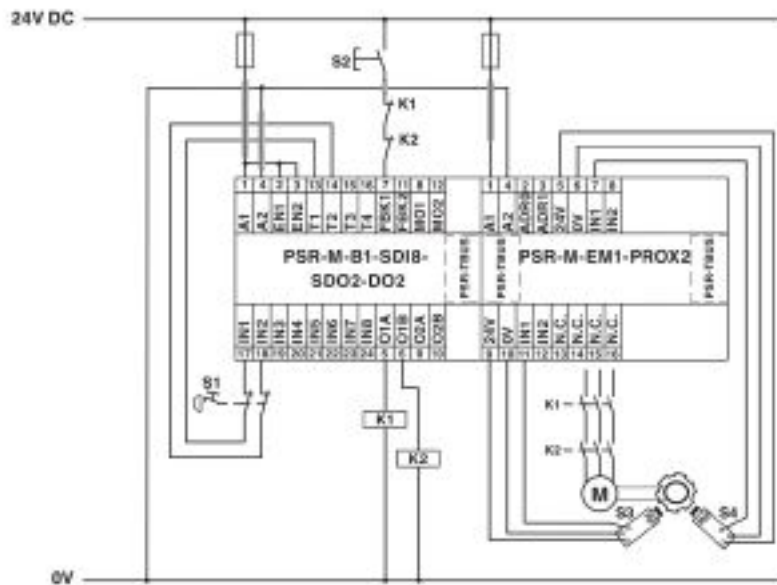 24V DC
S2
K1
K2
1 4 2 3 13 14 15 16 7 11 8 12
A1 A2 EN1 EN2 T1 T2 T3 T4 FBK1 FBK2 MO1 MO2
1 4 2 3 5 6 7 8
A1 A2 ADR0 ADR1 24V 0V IN1 IN2
PSR-M-B1-SDI8-
SDO2-DO2
PSR-TBUS
PSR-TBUS
PSR-M-EM1-PROX2
PSR-TBUS
IN1 IN2 IN3 IN4 IN5 IN6 IN7 IN8 O1A O1B O2A O2B
17 18 19 20 21 22 23 24 5 6 9 10
24V 0V IN1 IN2 N.C. N.C. N.C. N.C.
9 10 11 12 13 14 15 16
S1
K1
K2
K1
K2
M
S3
S4
0V